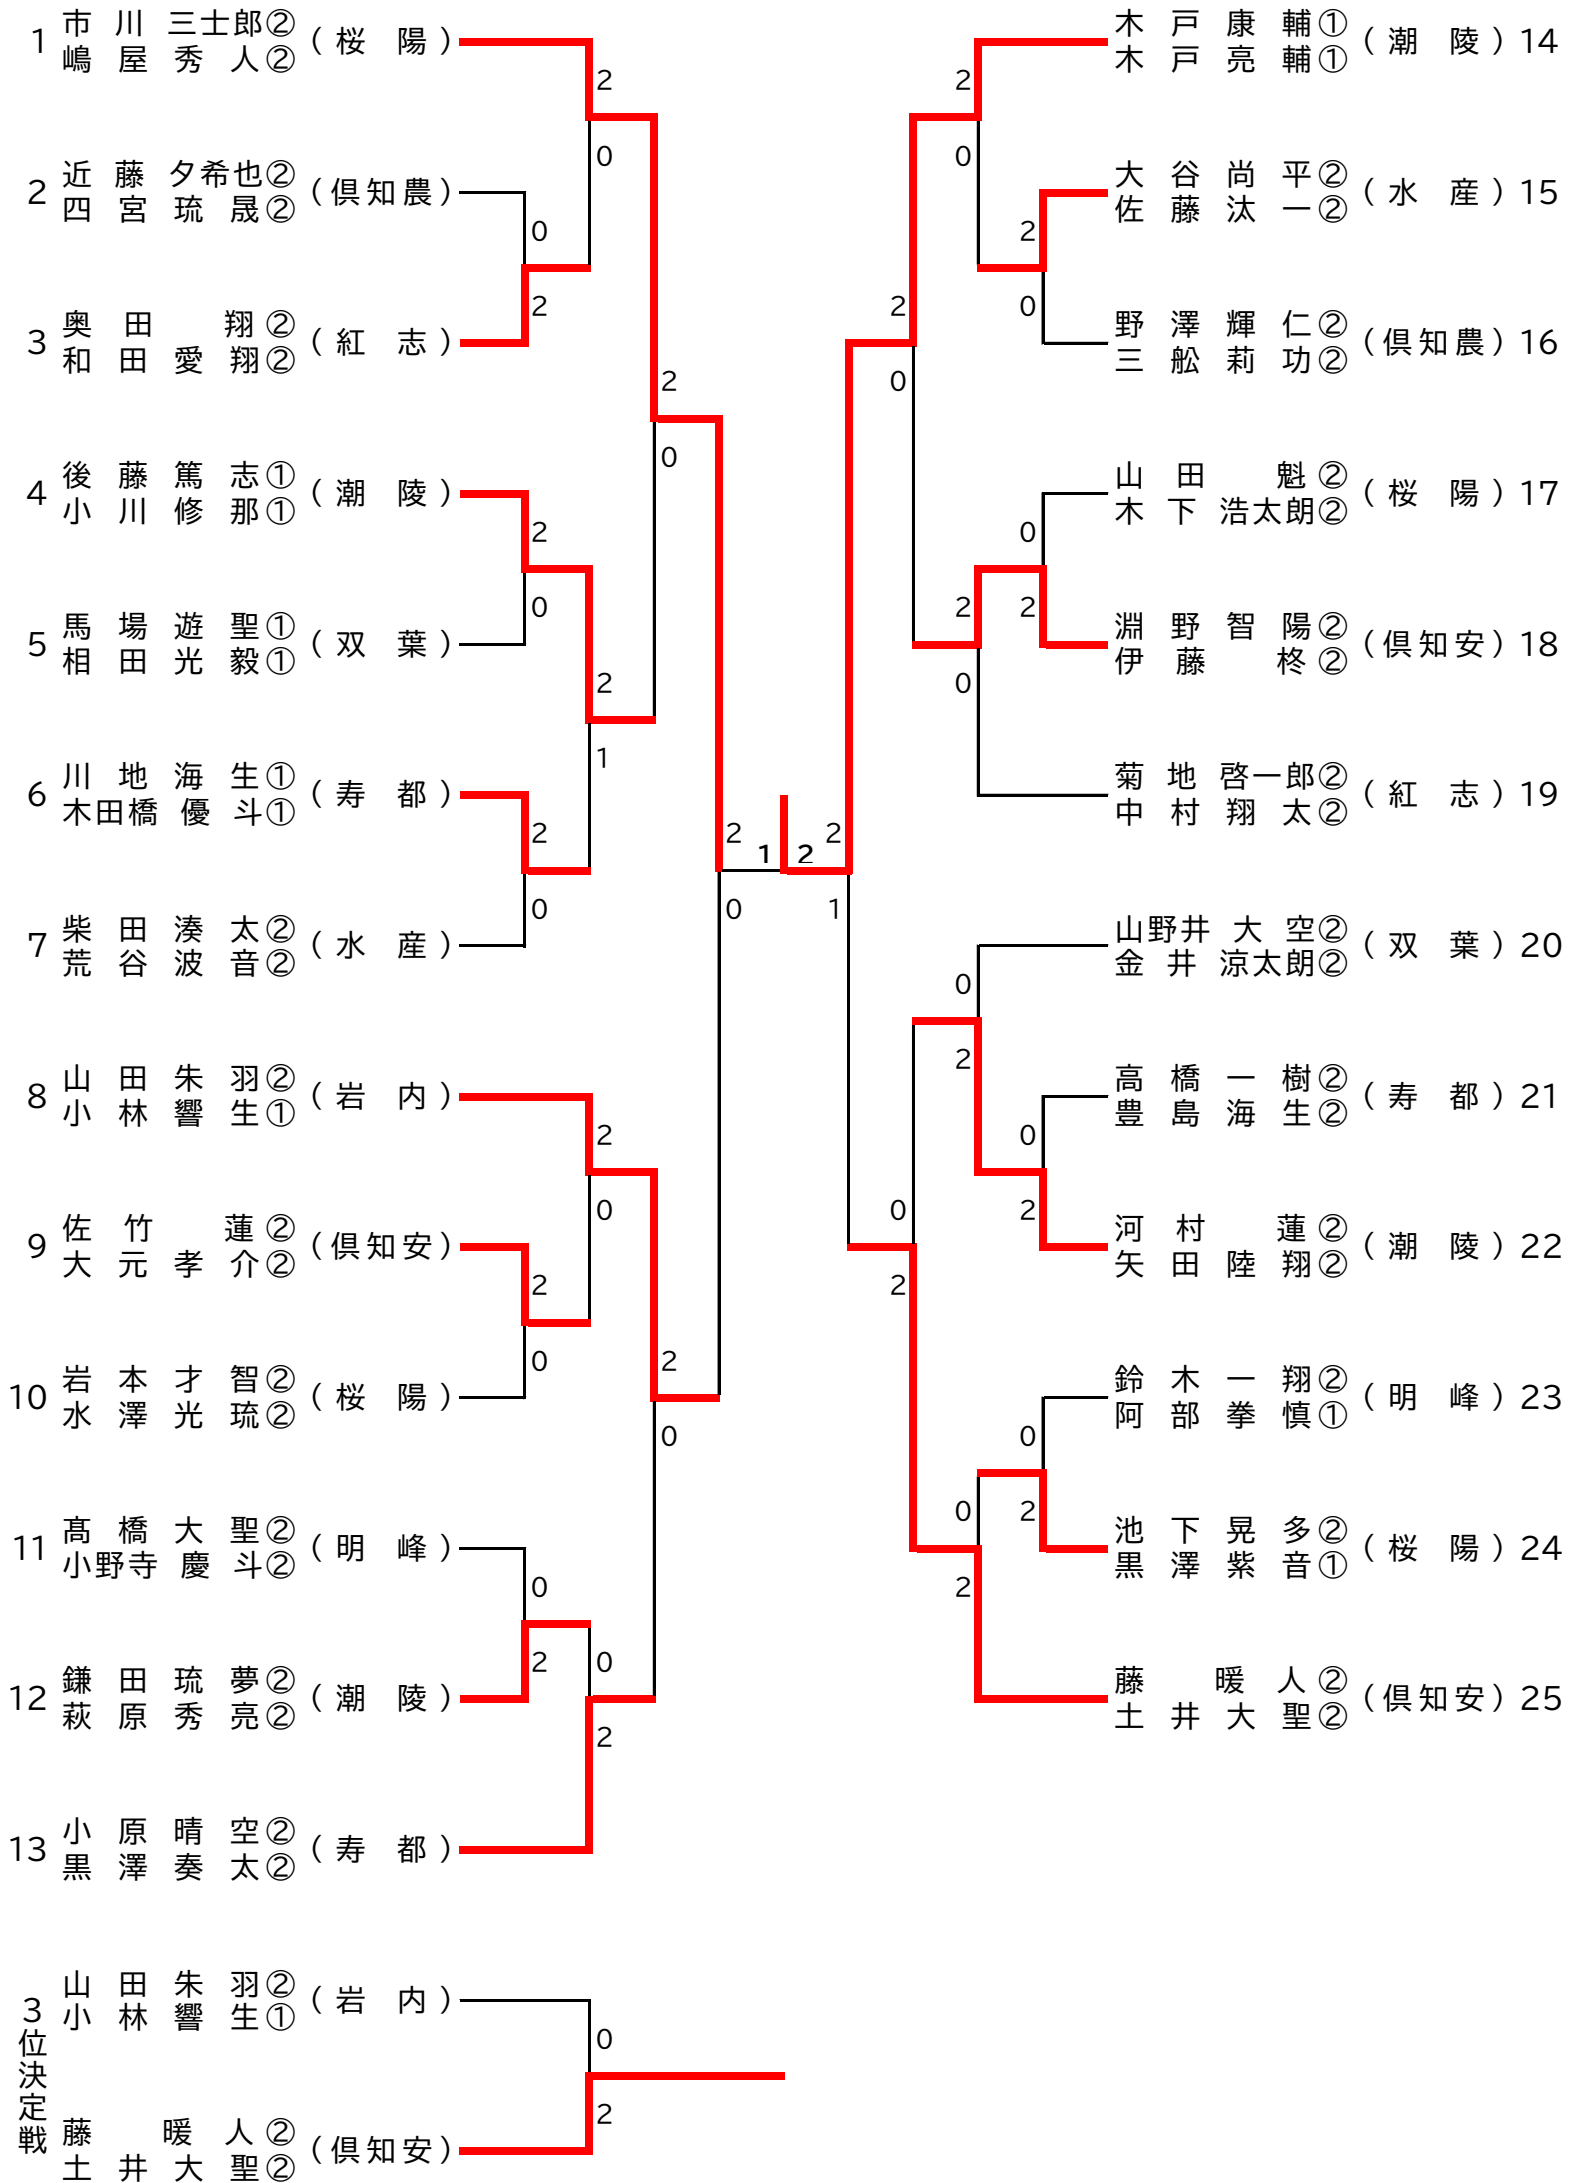 1 市川三士郎② (桜陽)
嶋屋秀人②
2
0
2 近藤夕希也② (倶知農)
四宮琉晟②
0
2
3 奥田翔② (紅志)
和田愛翔②
2
0
4 後藤篤志① (潮陵)
小川修那①
2
0
5 馬場遊聖① (双葉)
相田光毅①
2
1
6 川地海生① (寿都)
木田橋優斗①
2
0
7 柴田湊太② (水産)
荒谷波音②
2
0
1 2
8 山田朱羽② (岩内)
小林響生①
2
0
9 佐竹蓮② (倶知安)
大元孝介②
2
0
10 岩本才智② (桜陽)
水澤光琉②
2
0
11 髙橋大聖② (明峰)
小野寺慶斗②
0
2
12 鎌田琉夢② (潮陵)
萩原秀亮②
0
2
13 小原晴空② (寿都)
黒澤奏太②
木戸康輔① (潮陵) 14
木戸亮輔①
2
0
大谷尚平② (水産) 15
佐藤汰一②
2
0
野澤輝仁② (倶知農) 16
三舩莉功②
2
0
山田魁② (桜陽) 17
木下浩太朗②
0
2
淵野智陽② (倶知安) 18
伊藤柊②
2
0
菊地啓一郎② (紅志) 19
中村翔太②
2
1
山野井大空② (双葉) 20
金井涼太朗②
0
2
高橋一樹② (寿都) 21
豊島海生②
0
2
河村蓮② (潮陵) 22
矢田陸翔②
0
2
鈴木一翔② (明峰) 23
阿部拳慎①
0
2
池下晃多② (桜陽) 24
黒澤紫音①
0
2
藤暖人② (倶知安) 25
土井大聖②
3位決定戦
山田朱羽② (岩内)
小林響生①
0
2
藤暖人② (倶知安)
土井大聖②